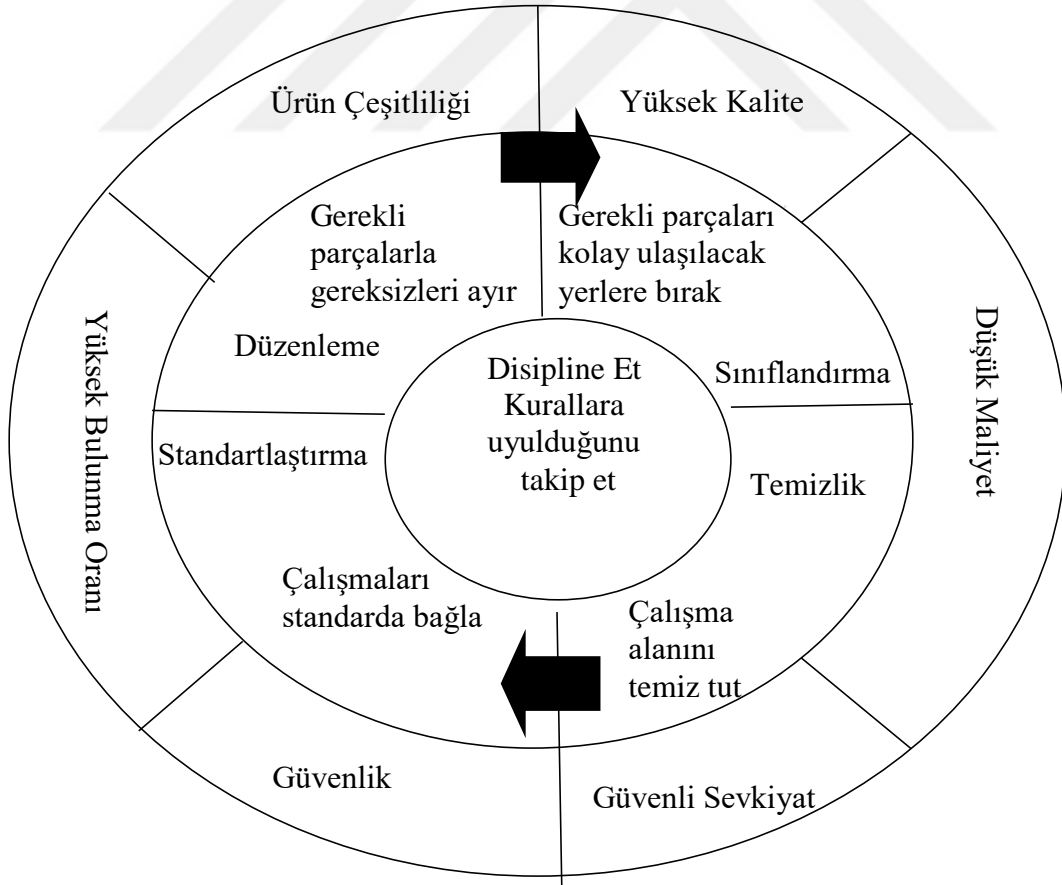 Ürün Çeşitliliği
Yüksek Kalite
Gerekli
parçalarla
gereksizleri ayır
Gerekli parçaları
kolay ulaşılacak
yerlere bırak
Düzenleme
Sınıflandırma
Disipline Et
Kurallara
uyulduğunu
takip et
Yüksek Bulunma Oranı
Düşük Maliyet
Standartlaştırma
Temizlik
Çalışmaları
standarda bağla
Çalışma
alanını
temiz tut
Güvenlik
Güvenli Sevkiyat